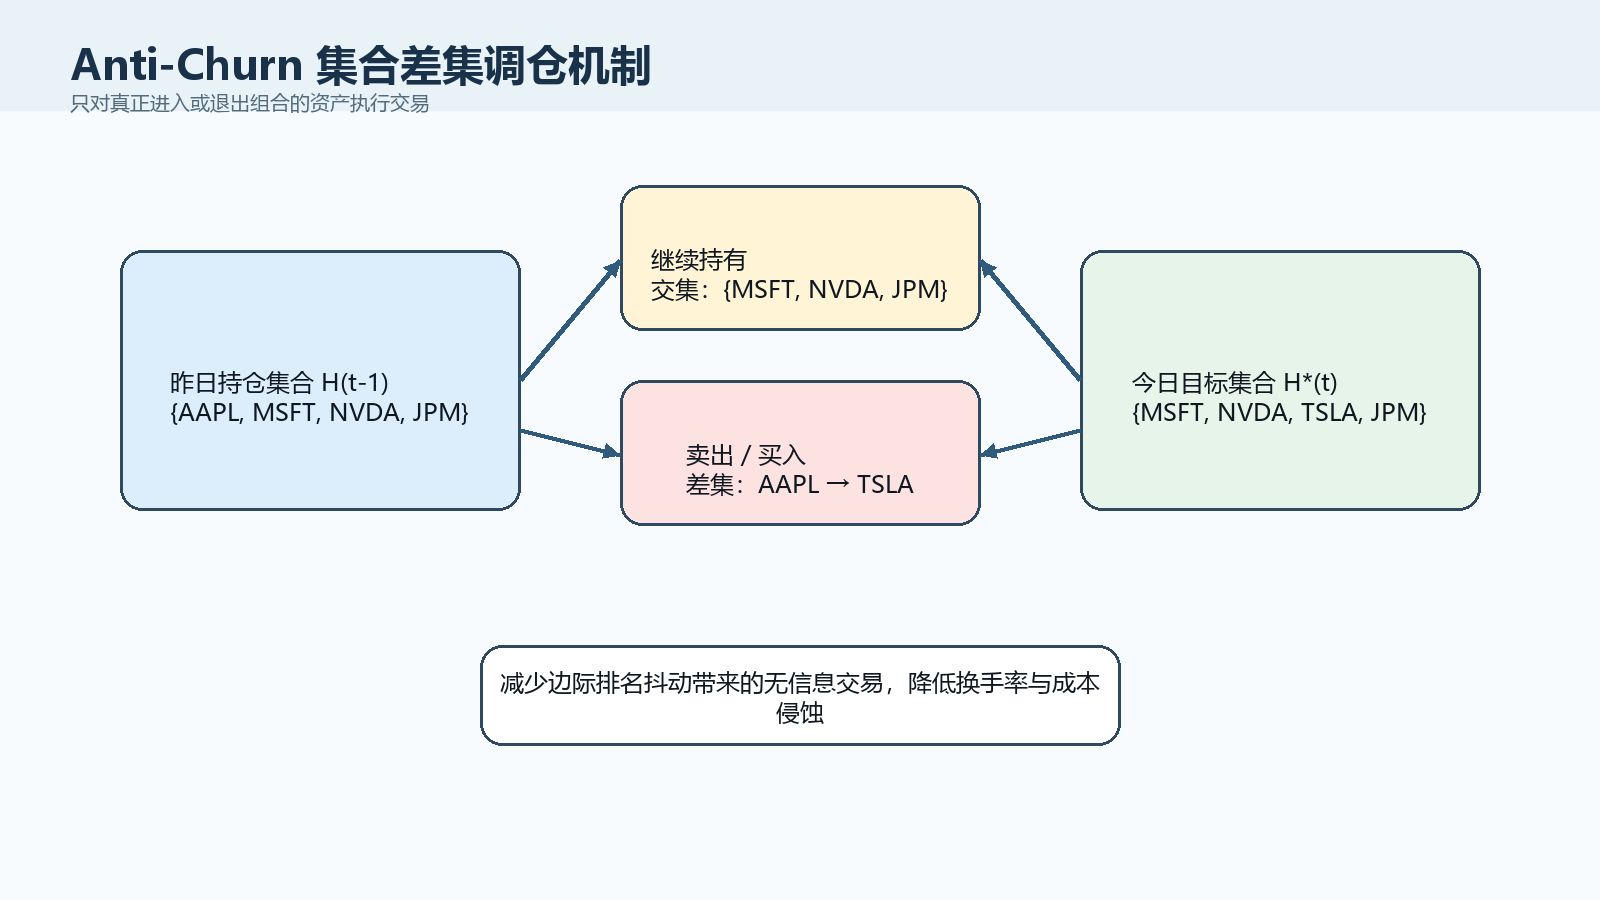 Anti-Churn 集合差集调仓机制
只对真正进入或退出组合的资产执行交易
继续持有
交集：{MSFT, NVDA, JPM}
昨日持仓集合 H(t-1)
{AAPL, MSFT, NVDA, JPM}
今日目标集合 H*(t)
{MSFT, NVDA, TSLA, JPM}
卖出 / 买入
差集：AAPL → TSLA
减少边际排名抖动带来的无信息交易，降低换手率与成本
侵蚀